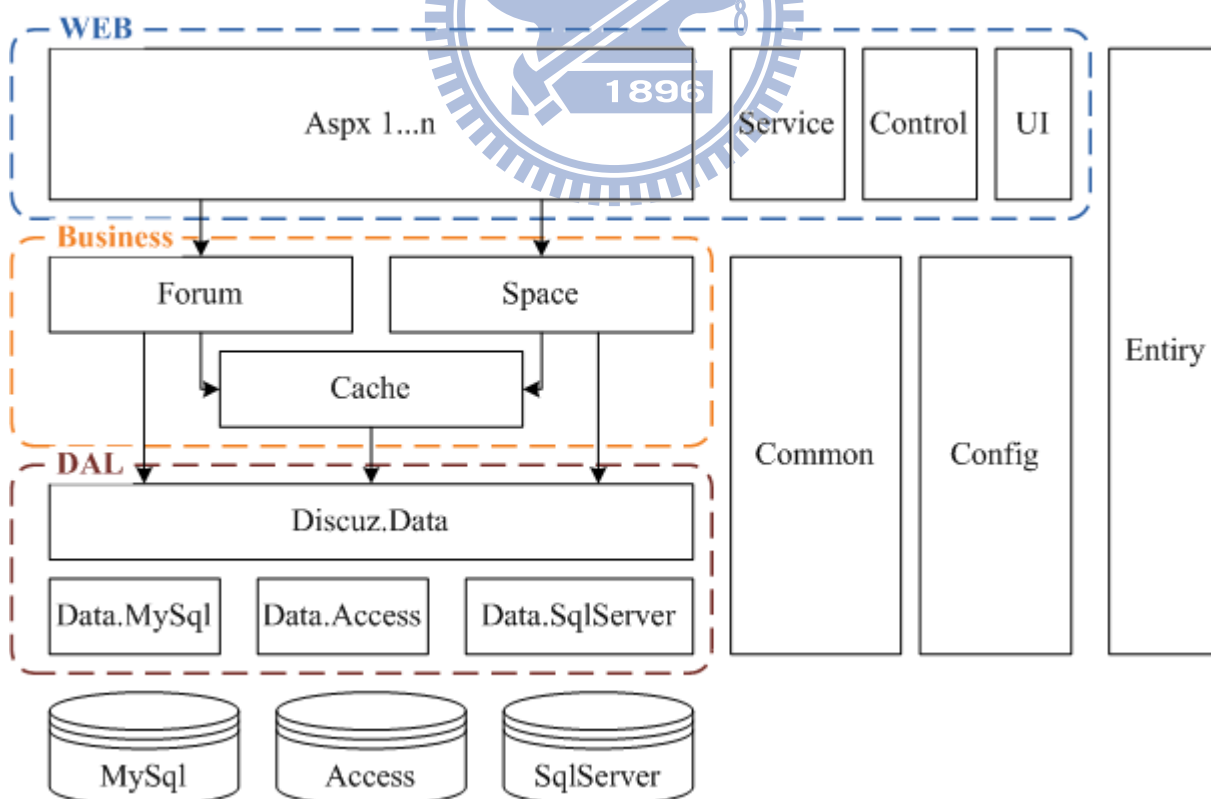 WEB
Aspx 1...n
1896
Service
Control
UI
Business
Forum
Space
Cache
Common
Config
Entiry
DAL
Discuz.Data
Data.MySql
Data.Access
Data.SqlServer
MySql
Access
SqlServer